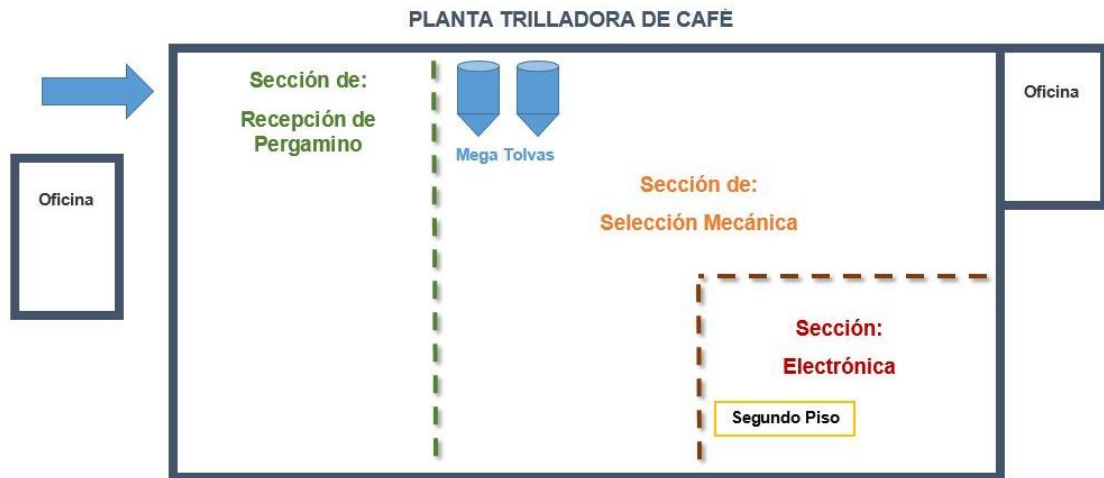 PLANTA TRILLADORA DE CAFÉ
Sección de:
Recepción de
Pergamino
Mega Tolvas
Oficina
Oficina
Sección de:
Selección Mecánica
Sección:
Electrónica
Segundo Piso